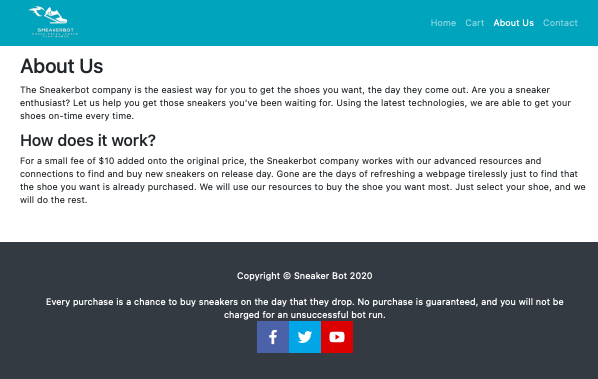 SNEAKERBOT
Home Cart About Us Contact
About Us
The Sneakerbot company is the easiest way for you to get the shoes you want, the day they come out. Are you a sneaker
enthusiast? Let us help you get those sneakers you've been waiting for. Using the latest technologies, we are able to get your
shoes on-time every time.
How does it work?
For a small fee of $10 added onto the original price, the Sneakerbot company workes with our advanced resources and
connections to find and buy new sneakers on release day. Gone are the days of refreshing a webpage tirelessly just to find that
the shoe you want is already purchased. We will use our resources to buy the shoe you want most. Just select your shoe, and we
will do the rest.
Copyright © Sneaker Bot 2020
Every purchase is a chance to buy sneakers on the day that they drop. No purchase is guaranteed, and you will not be
charged for an unsuccessful bot run.